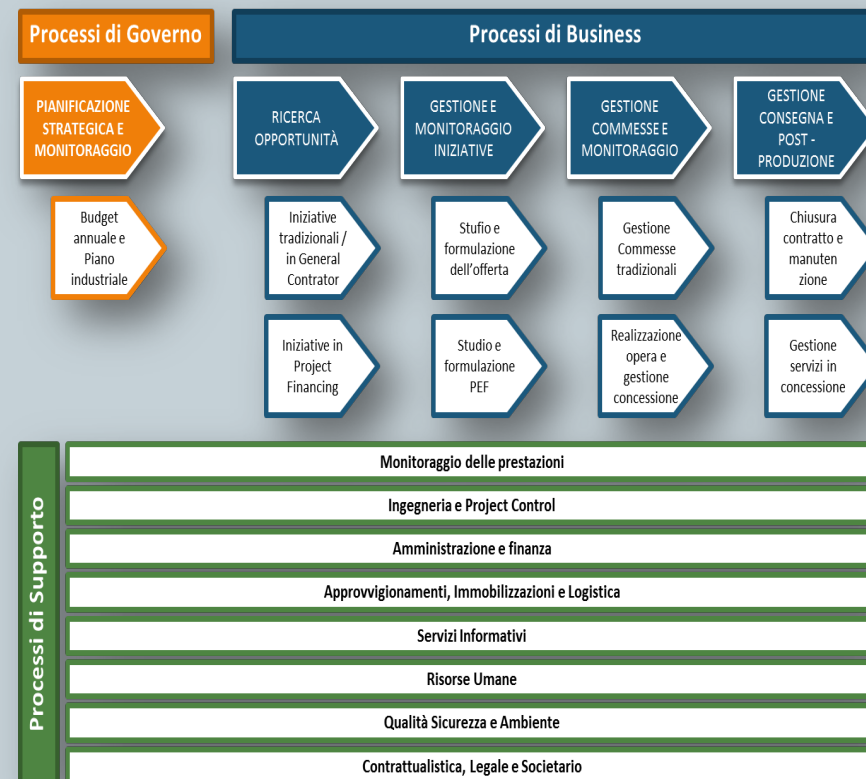 Processi di Governo
Processi di Business
PIANIFICAZIONE
STRATEGICA E
MONITORAGGIO
RICERCA
OPPORTUNITÀ
GESTIONE E
MONITORAGGIO
INIZIATIVE
GESTIONE
COMMESSE E
MONITORAGGIO
GESTIONE
CONSEGNA E
POST -
PRODUZIONE
Budget
annuale e
Piano
industriale
Iniziative
tradizionali /
in General
Contrator
Stufio e
formulazione
dell'offerta
Gestione
Commesse
tradizionali
Chiusura
contratto e
manuten
zione
Iniziative in
Project
Financing
Studio e
formulazione
PEF
Realizzazione
opera e
gestione
concessione
Gestione
servizi in
concessione
Processi di Supporto
Monitoraggio delle prestazioni
Ingegneria e Project Control
Amministrazione e finanza
Approvvigionamenti, Immobilizzazioni e Logistica
Servizi Informativi
Risorse Umane
Qualità Sicurezza e Ambiente
Contrattualistica, Legale e Societario